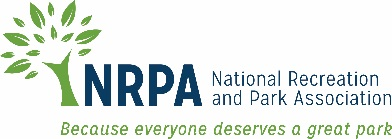 NRPA National Recreation
and Park Association
Because everyone deserves a great park